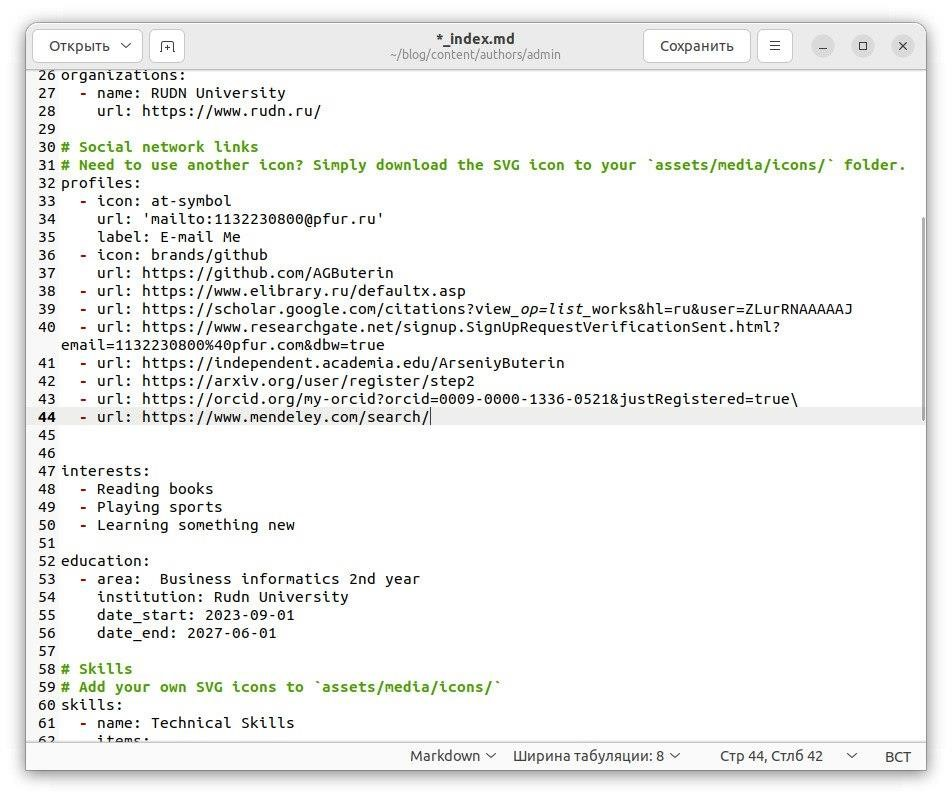 Открыть
*_index.md
~/blog/content/authors/admin
Сохранить
26 organizations:
27   - name: RUDN University
28     url: https://www.rudn.ru/
29
30 # Social network links
31 # Need to use another icon? Simply download the SVG icon to your `assets/media/icons/` folder.
32 profiles:
33   - icon: at-symbol
34     url: 'mailto:1132230800@pfur.ru'
35     label: E-mail Me
36   - icon: brands/github
37     url: https://github.com/AGButerin
38   - url: https://www.elibrary.ru/defaultx.asp
39   - url: https://scholar.google.com/citations?view_op=list_works&hl=ru&user=ZLurRNAAAAAJ
40   - url: https://www.researchgate.net/signup.SignUpRequestVerificationSent.html?
email=1132230800%40pfur.com&dbw=true
41   - url: https://independent.academia.edu/ArseniyButerin
42   - url: https://arxiv.org/user/register/step2
43   - url: https://orcid.org/my-orcid?orcid=0009-0000-1336-0521&justRegistered=true\
44   - url: https://www.mendeley.com/search/
45
46
47 interests:
48   - Reading books
49   - Playing sports
50   - Learning something new
51
52 education:
53   - area:  Business informatics 2nd year
54     institution: Rudn University
55     date_start: 2023-09-01
56     date_end: 2027-06-01
57
58 # Skills
59 # Add your own SVG icons to `assets/media/icons/`
60 skills:
61   - name: Technical Skills
62     items:
Markdown
Ширина табуляции: 8
Стр 44, Стлб 42
ВСТ